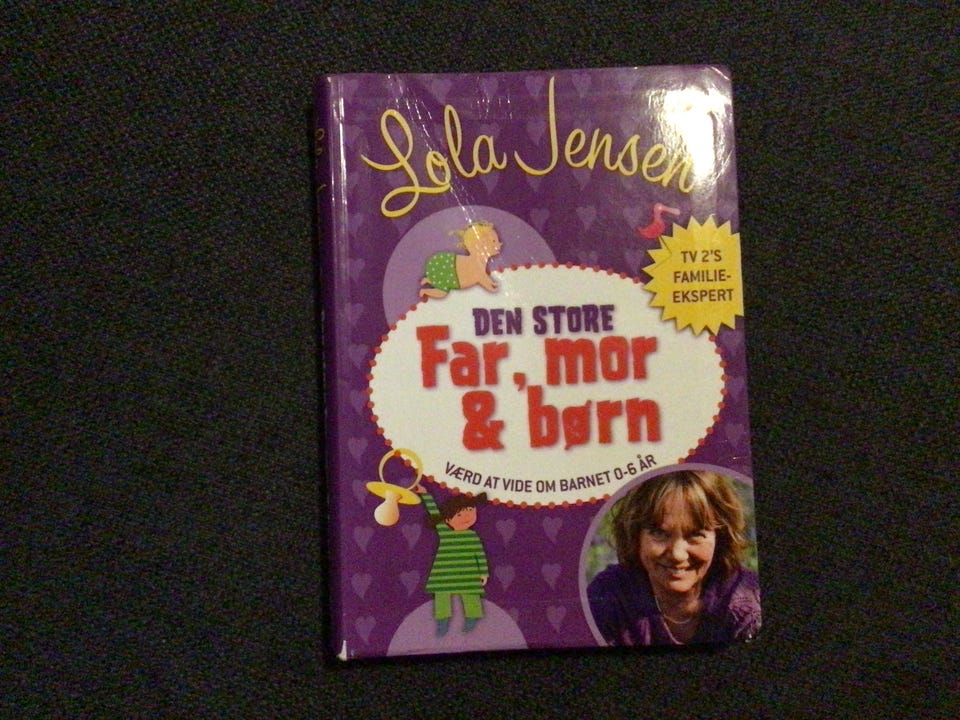 Lola Jensen
TV 2'S
FAMILIE-
EKSPERT
DEN STORE
Far, mor
& børn
VÆRD AT VIDE OM BARNET 0-6 ÅR